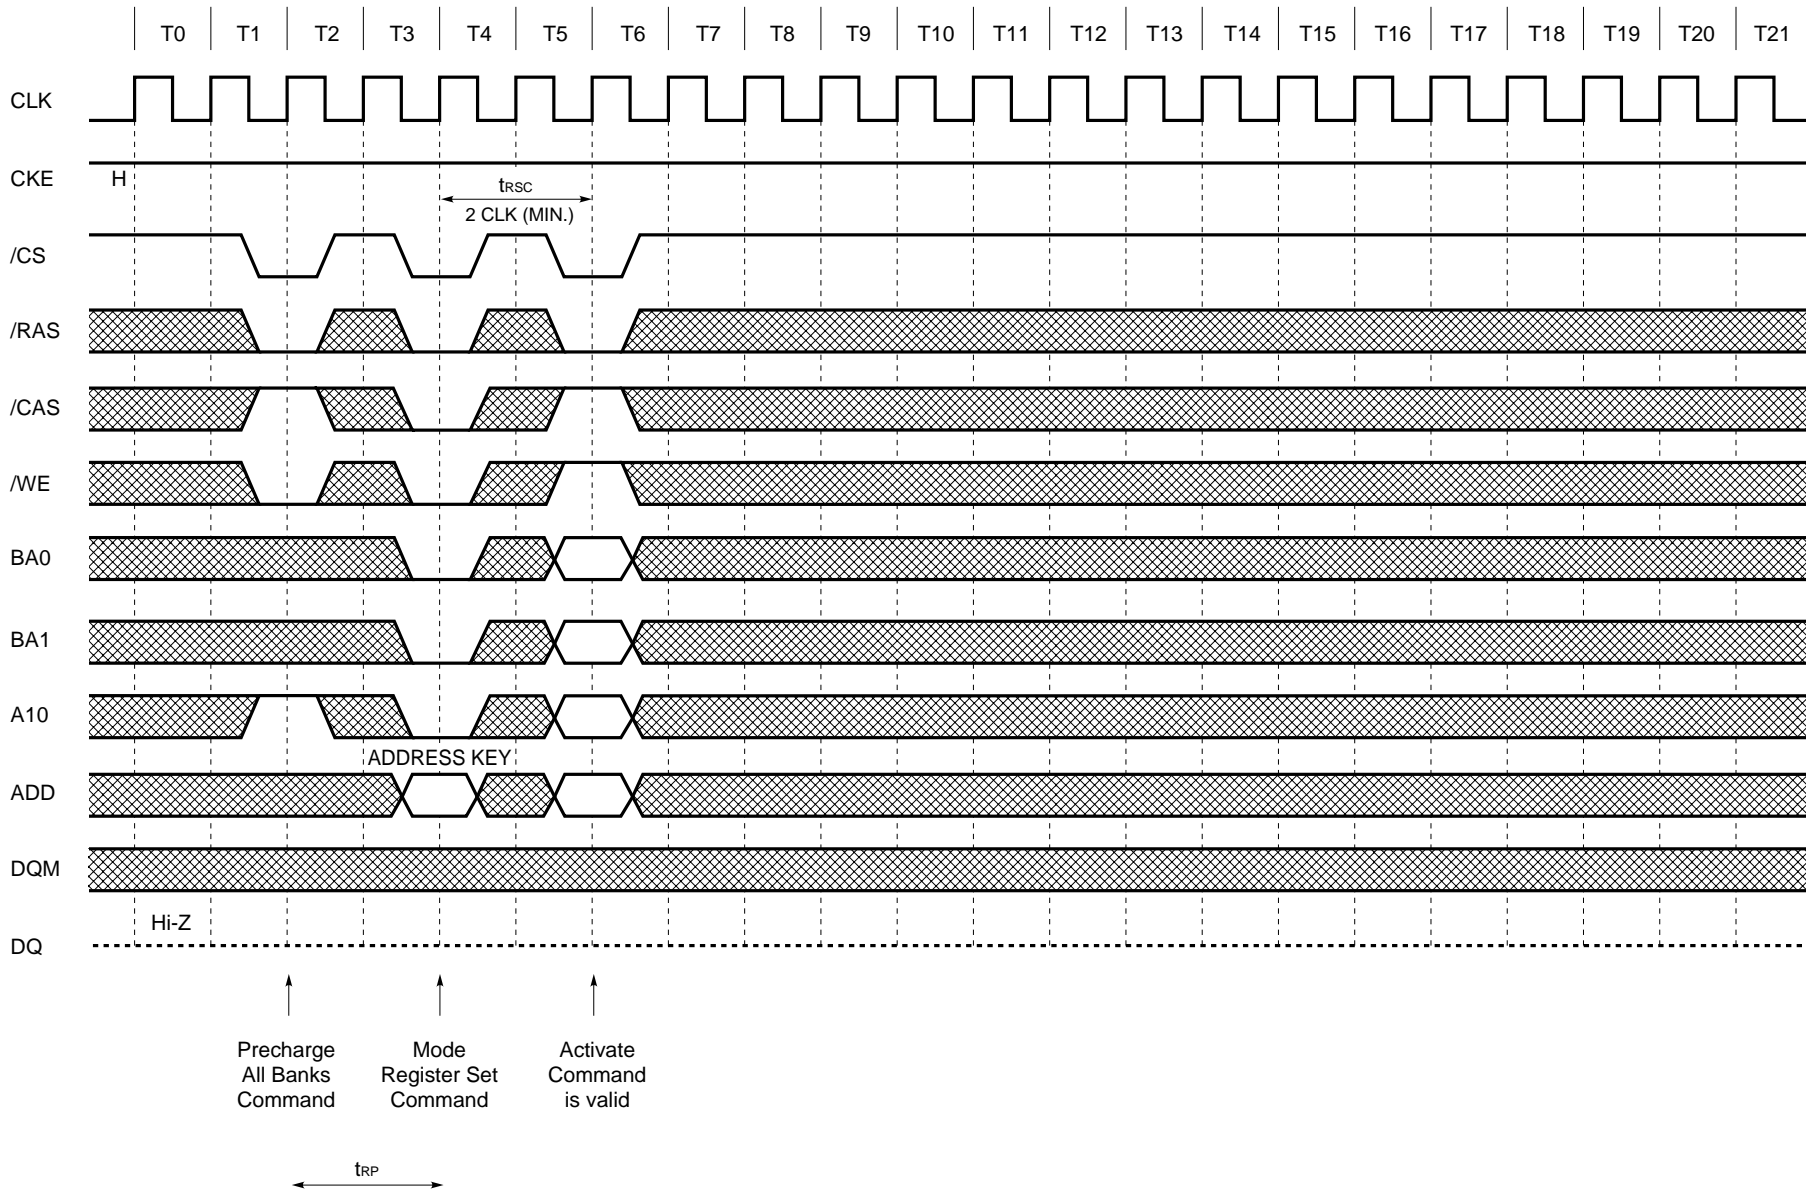 T0 T1 T2 T3 T4 T5 T6 T7 T8 T9 T10 T11 T12 T13 T14 T15 T16 T17 T18 T19 T20 T21
CLK
CKE H
tRSC
2 CLK (MIN.)
/CS
/RAS
/CAS
/WE
BA0
BA1
A10
ADDRESS KEY
ADD
DQM
Hi-Z
DQ
Precharge
All Banks
Command
Mode
Register Set
Command
Activate
Command
is valid
tRP